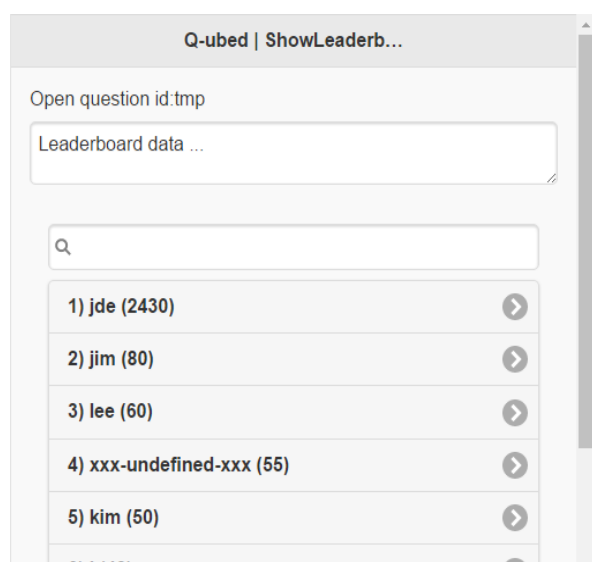 Q-ubed | ShowLeaderb...
Open question id:tmp
Leaderboard data ...
1) jde (2430)
2) jim (80)
3) lee (60)
4) xxx-undefined-xxx (55)
5) kim (50)